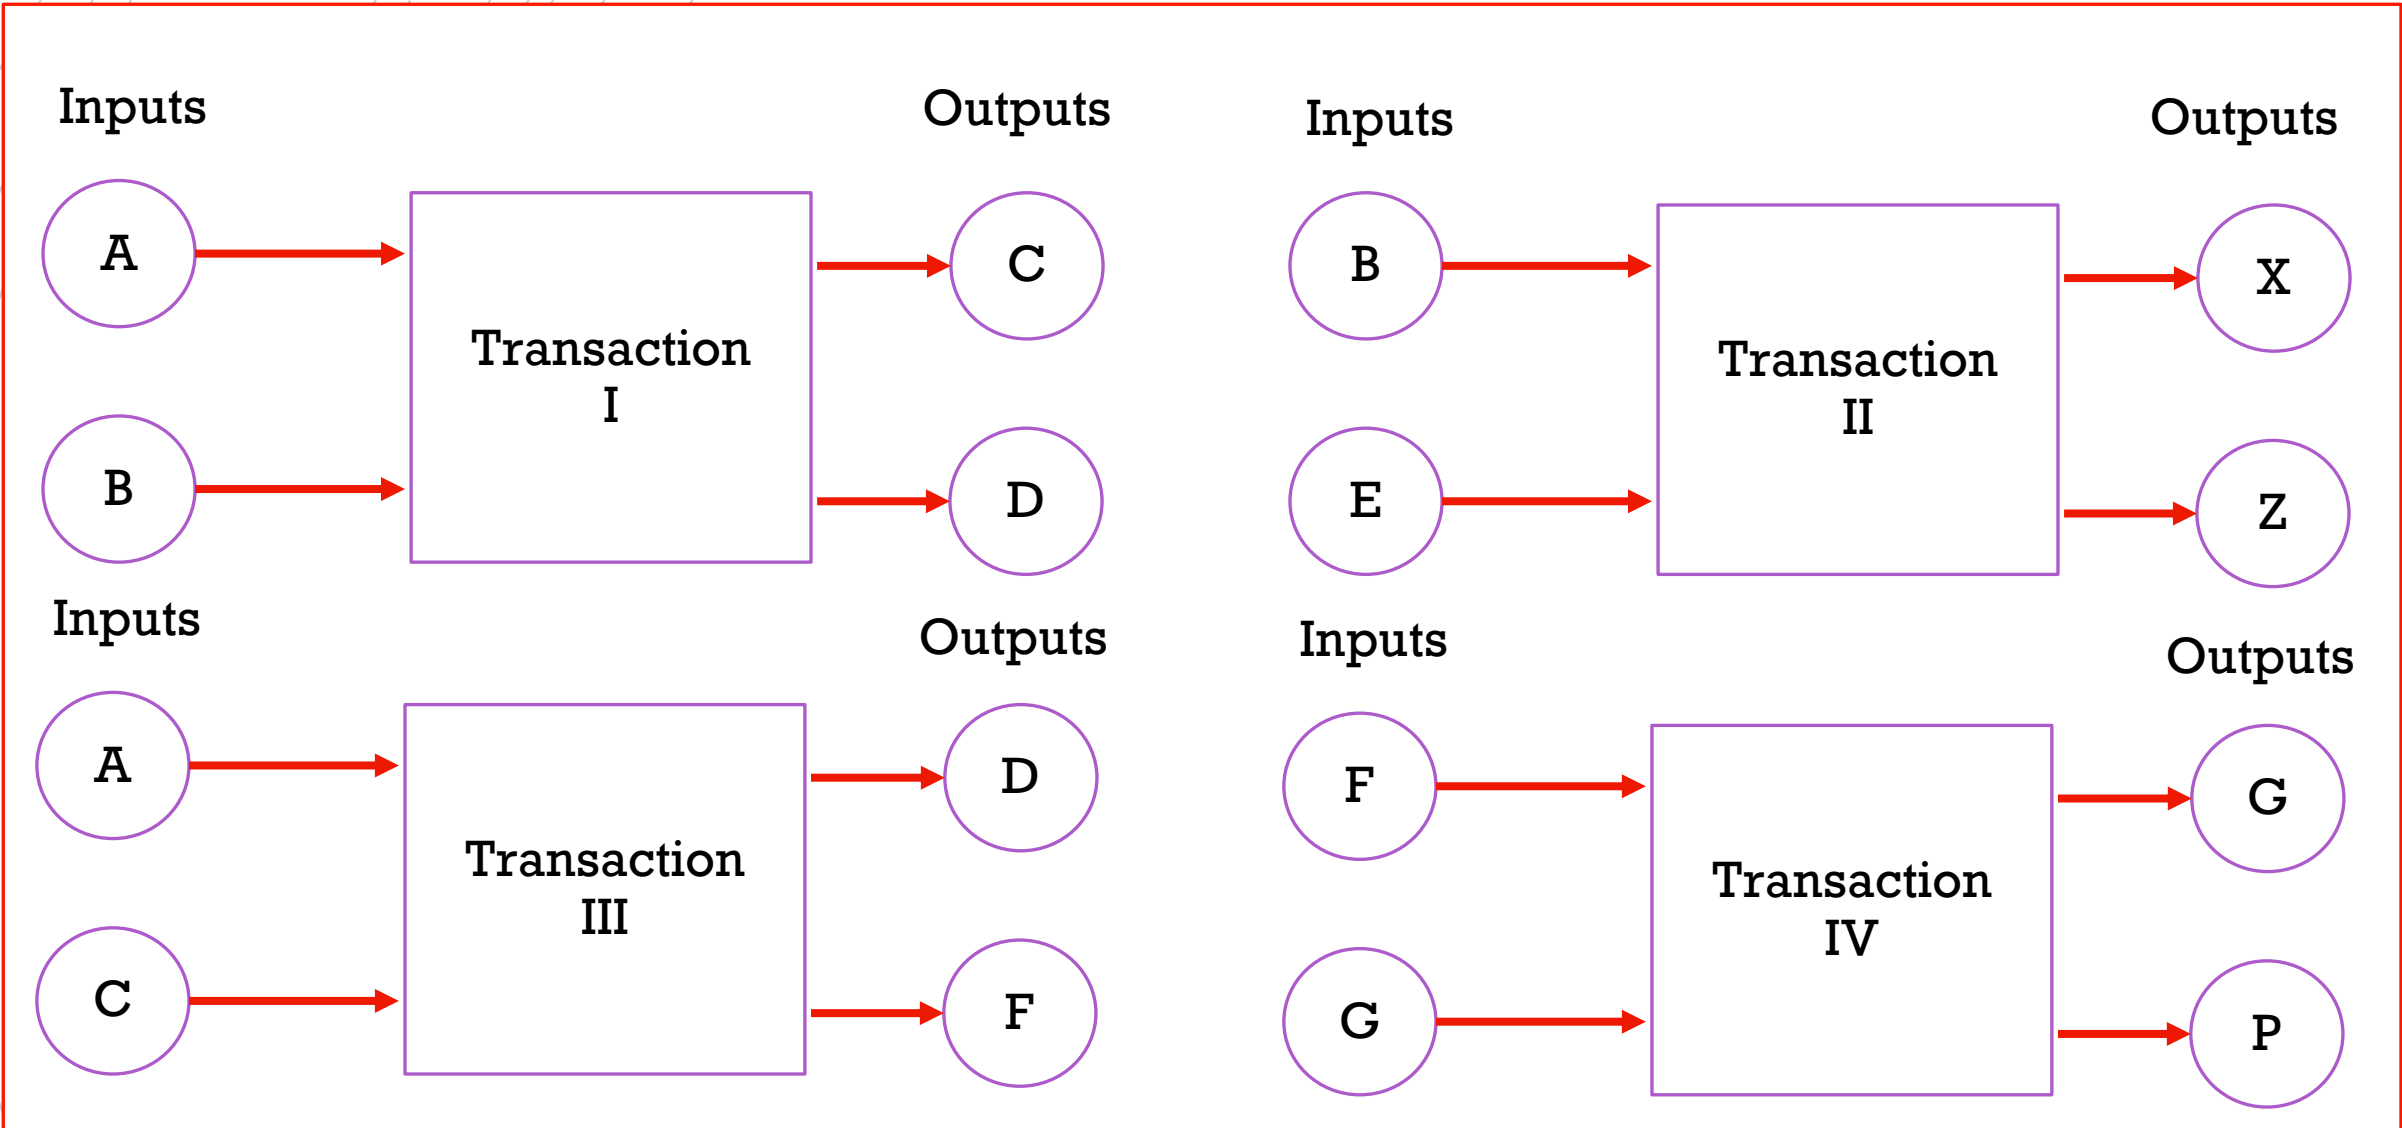 Inputs
Outputs
A
B
Transaction
I
C
D
Inputs
Outputs
B
E
Transaction
II
X
Z
Inputs
Outputs
A
C
Transaction
III
D
F
Inputs
Outputs
F
G
Transaction
IV
G
P